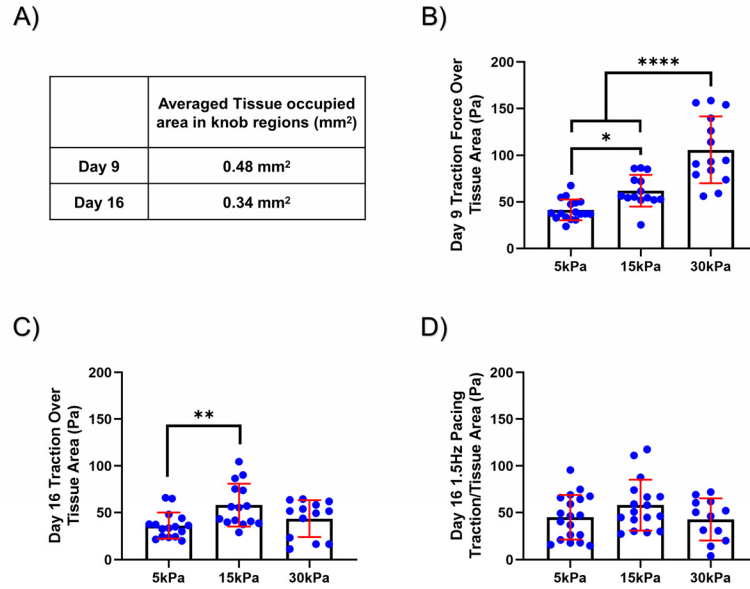 A)
Averaged Tissue occupied
area in knob regions (mm²)
Day 9 0.48 mm²
Day 16 0.34 mm²
B)
Day 9 Traction Force Over
Tissue Area (Pa)
200
150
100
50
0
****
*
5kPa 15kPa 30kPa
C)
Day 16 Traction Over
Tissue Area (Pa)
200
150
100
50
0
**
5kPa 15kPa 30kPa
D)
Day 16 1.5Hz Pacing
Traction/Tissue Area (Pa)
200
150
100
50
0
5kPa 15kPa 30kPa